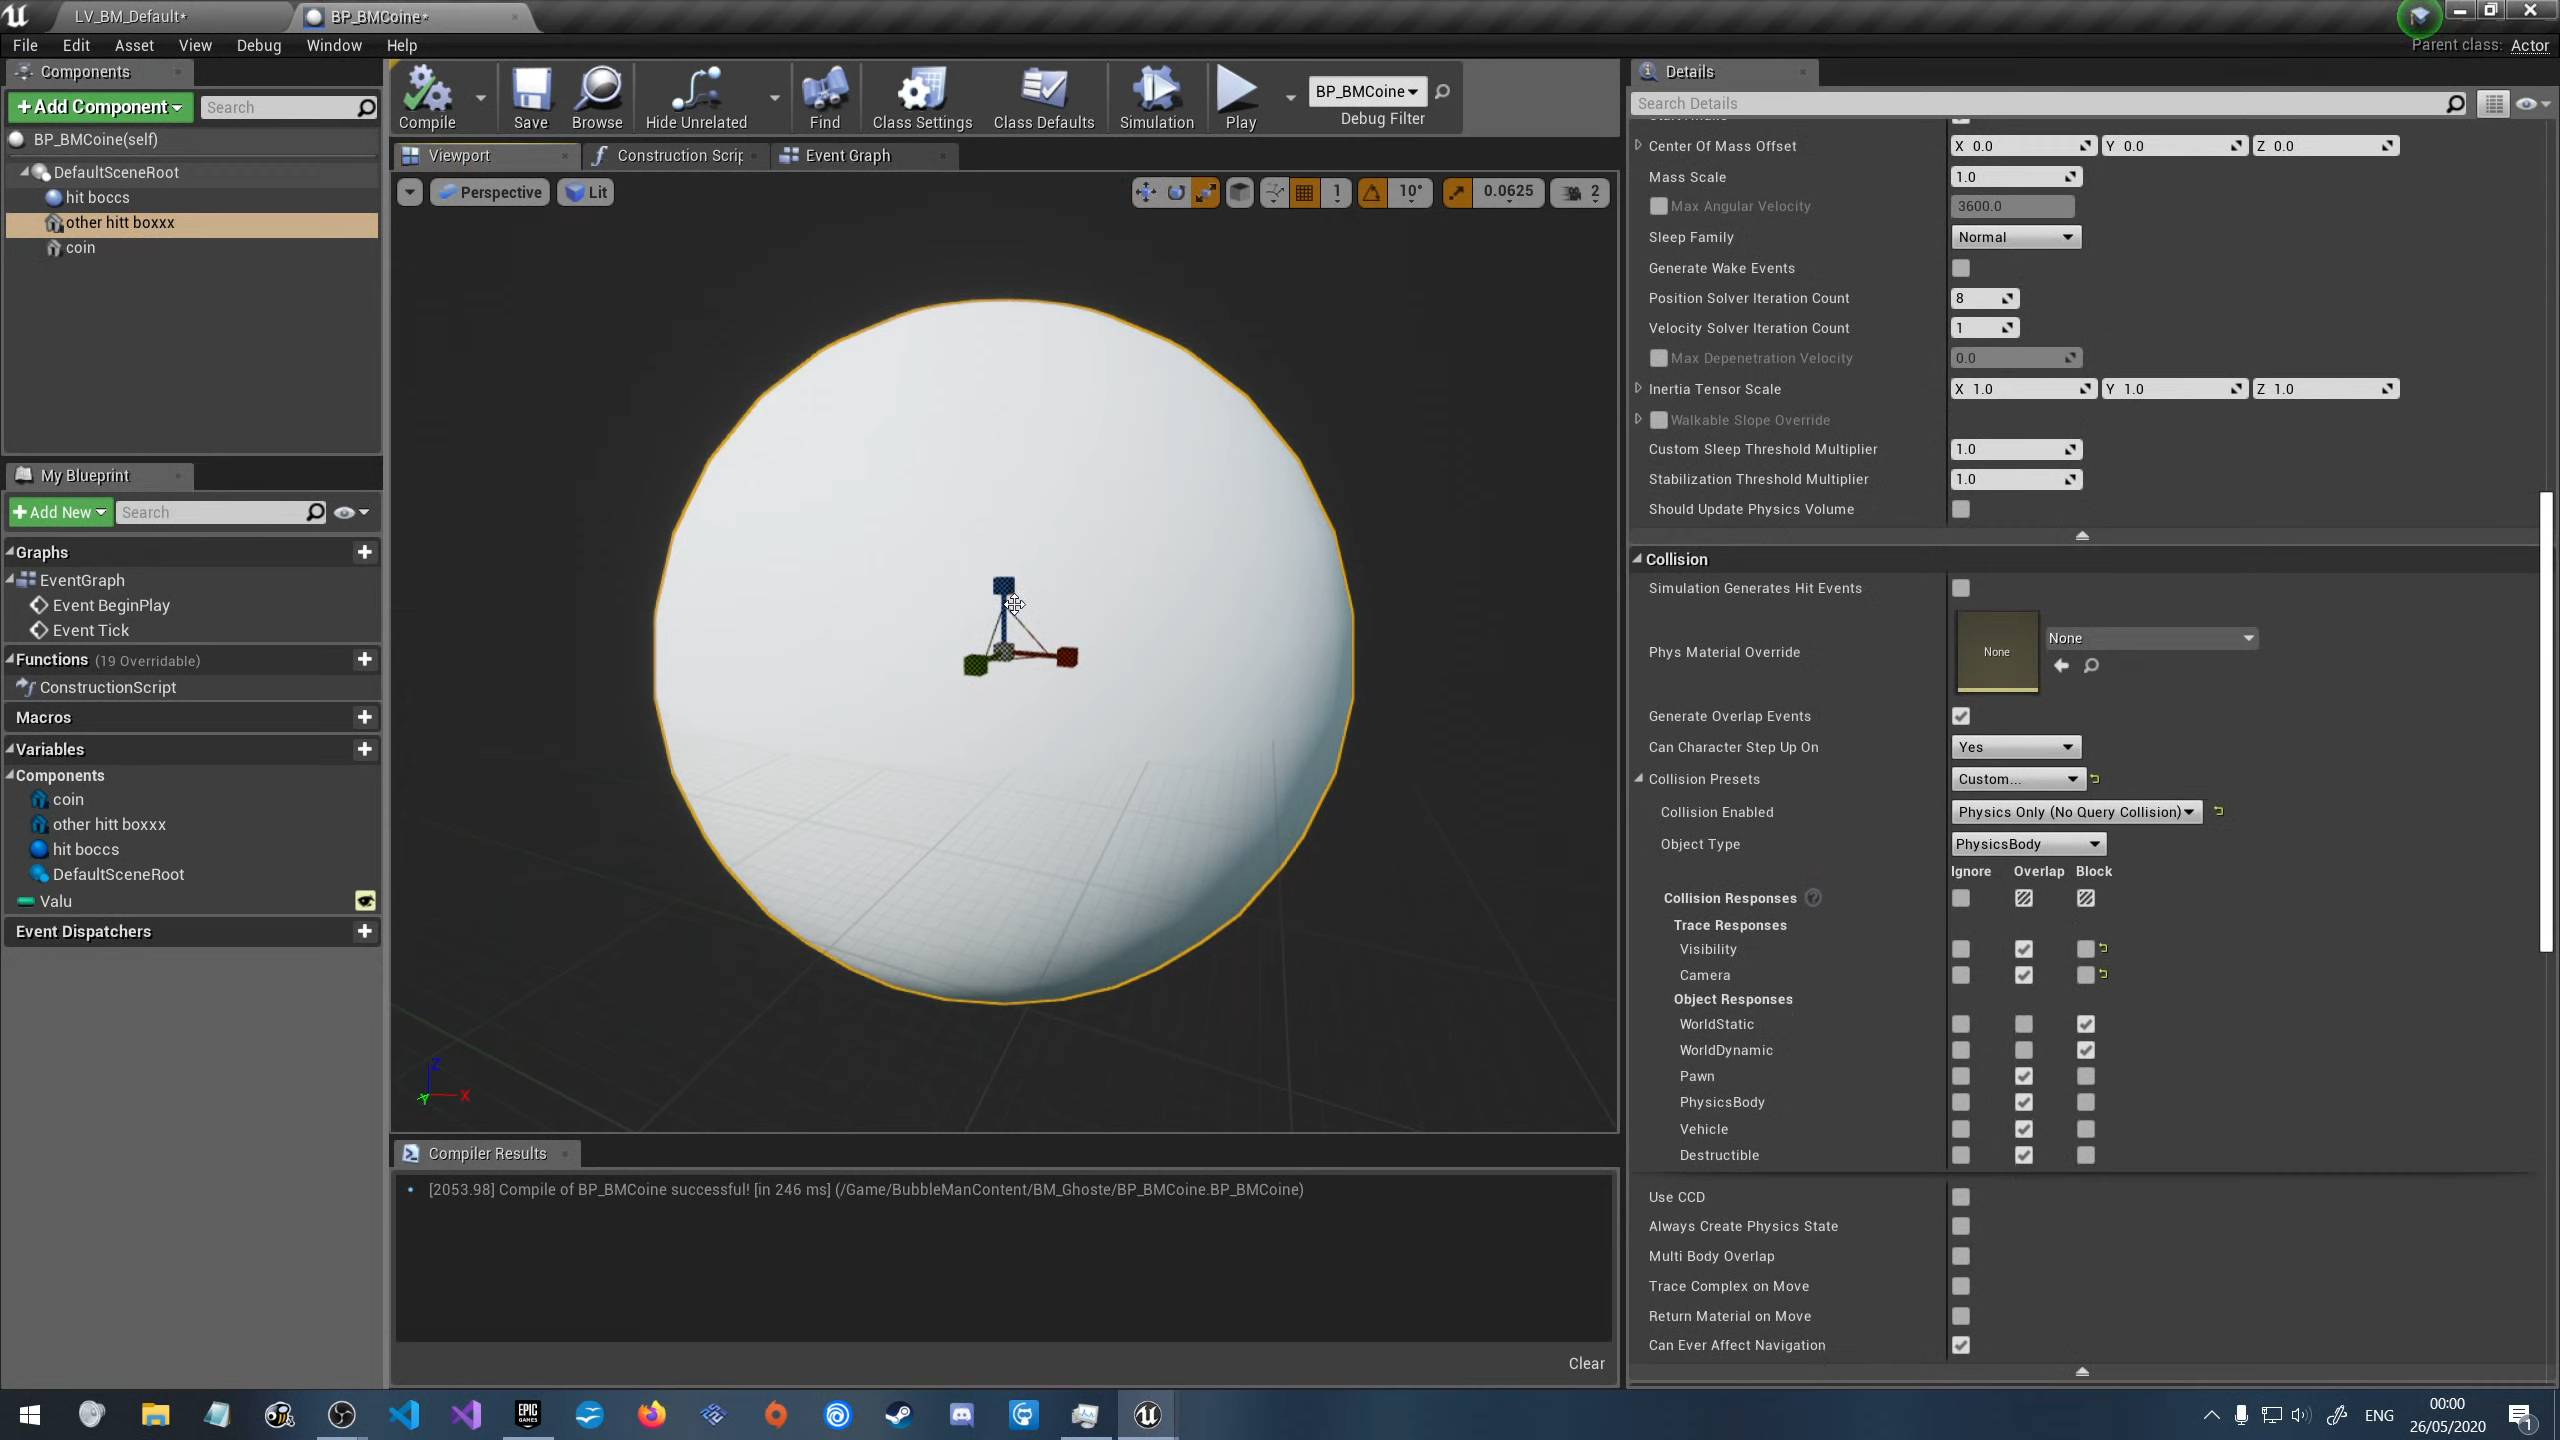 LV_BM_Default*
BP_BMCoine*
File Edit Asset View Debug Window Help
Parent class: Actor
Components
+Add Component
Search
BP_BMCoine(self)
DefaultSceneRoot
hit boccs
other hitt boxxx
coin
My Blueprint
+Add New
Search
Graphs
EventGraph
Event BeginPlay
Event Tick
Functions (19 Overridable)
ConstructionScript
Macros
Variables
Components
coin
other hitt boxxx
hit boccs
DefaultSceneRoot
Valu
Event Dispatchers
Compile
Save
Browse
Hide Unrelated
Find
Class Settings
Class Defaults
Simulation
Play
BP_BMCoine
Debug Filter
Viewport
Construction Scrip
Event Graph
Perspective
Lit
1
10°
0.0625
2
Z
X
Y
Compiler Results
[2053.98] Compile of BP_BMCoine successful! [in 246 ms] (/Game/BubbleManContent/BM_Ghoste/BP_BMCoine.BP_BMCoine)
Clear
Details
Search Details
Center Of Mass Offset X 0.0 Y 0.0 Z 0.0
Mass Scale 1.0
Max Angular Velocity 3600.0
Sleep Family Normal
Generate Wake Events
Position Solver Iteration Count 8
Velocity Solver Iteration Count 1
Max Depenetration Velocity 0.0
Inertia Tensor Scale X 1.0 Y 1.0 Z 1.0
Walkable Slope Override
Custom Sleep Threshold Multiplier 1.0
Stabilization Threshold Multiplier 1.0
Should Update Physics Volume
Collision
Simulation Generates Hit Events
Phys Material Override None None
Generate Overlap Events
Can Character Step Up On Yes
Collision Presets Custom...
Collision Enabled Physics Only (No Query Collision)
Object Type PhysicsBody
Ignore Overlap Block
Collision Responses ?
Trace Responses
Visibility
Camera
Object Responses
WorldStatic
WorldDynamic
Pawn
PhysicsBody
Vehicle
Destructible
Use CCD
Always Create Physics State
Multi Body Overlap
Trace Complex on Move
Return Material on Move
Can Ever Affect Navigation
EPIC GAMES
ENG
00:00
26/05/2020
1